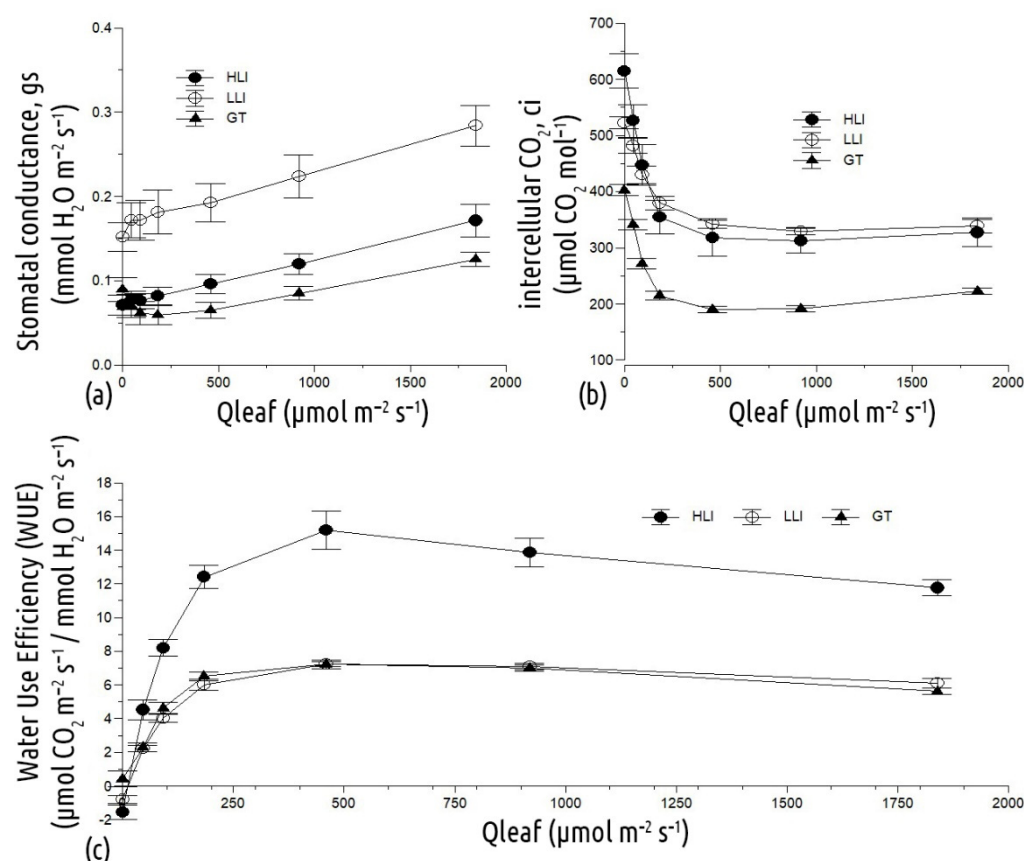 Stomatal conductance, gs
(mmol H₂O m⁻² s⁻¹)
0.4
0.3
0.2
0.1
0.0
HLI
LLI
GT
0
500
1000
1500
2000
(a)
Qleaf (µmol m⁻² s⁻¹)
intercellular CO₂, ci
(µmol CO₂ mol⁻¹)
700
600
500
400
300
200
100
HLI
LLI
GT
0
500
1000
1500
2000
(b)
Qleaf (µmol m⁻² s⁻¹)
Water Use Efficiency (WUE)
(µmol CO₂ m⁻² s⁻¹ / mmol H₂O m⁻² s⁻¹)
18
16
14
12
10
8
6
4
2
0
-2
HLI LLI GT
250 500 750 1000 1250 1500 1750 2000
Qleaf (µmol m⁻² s⁻¹)
(c)